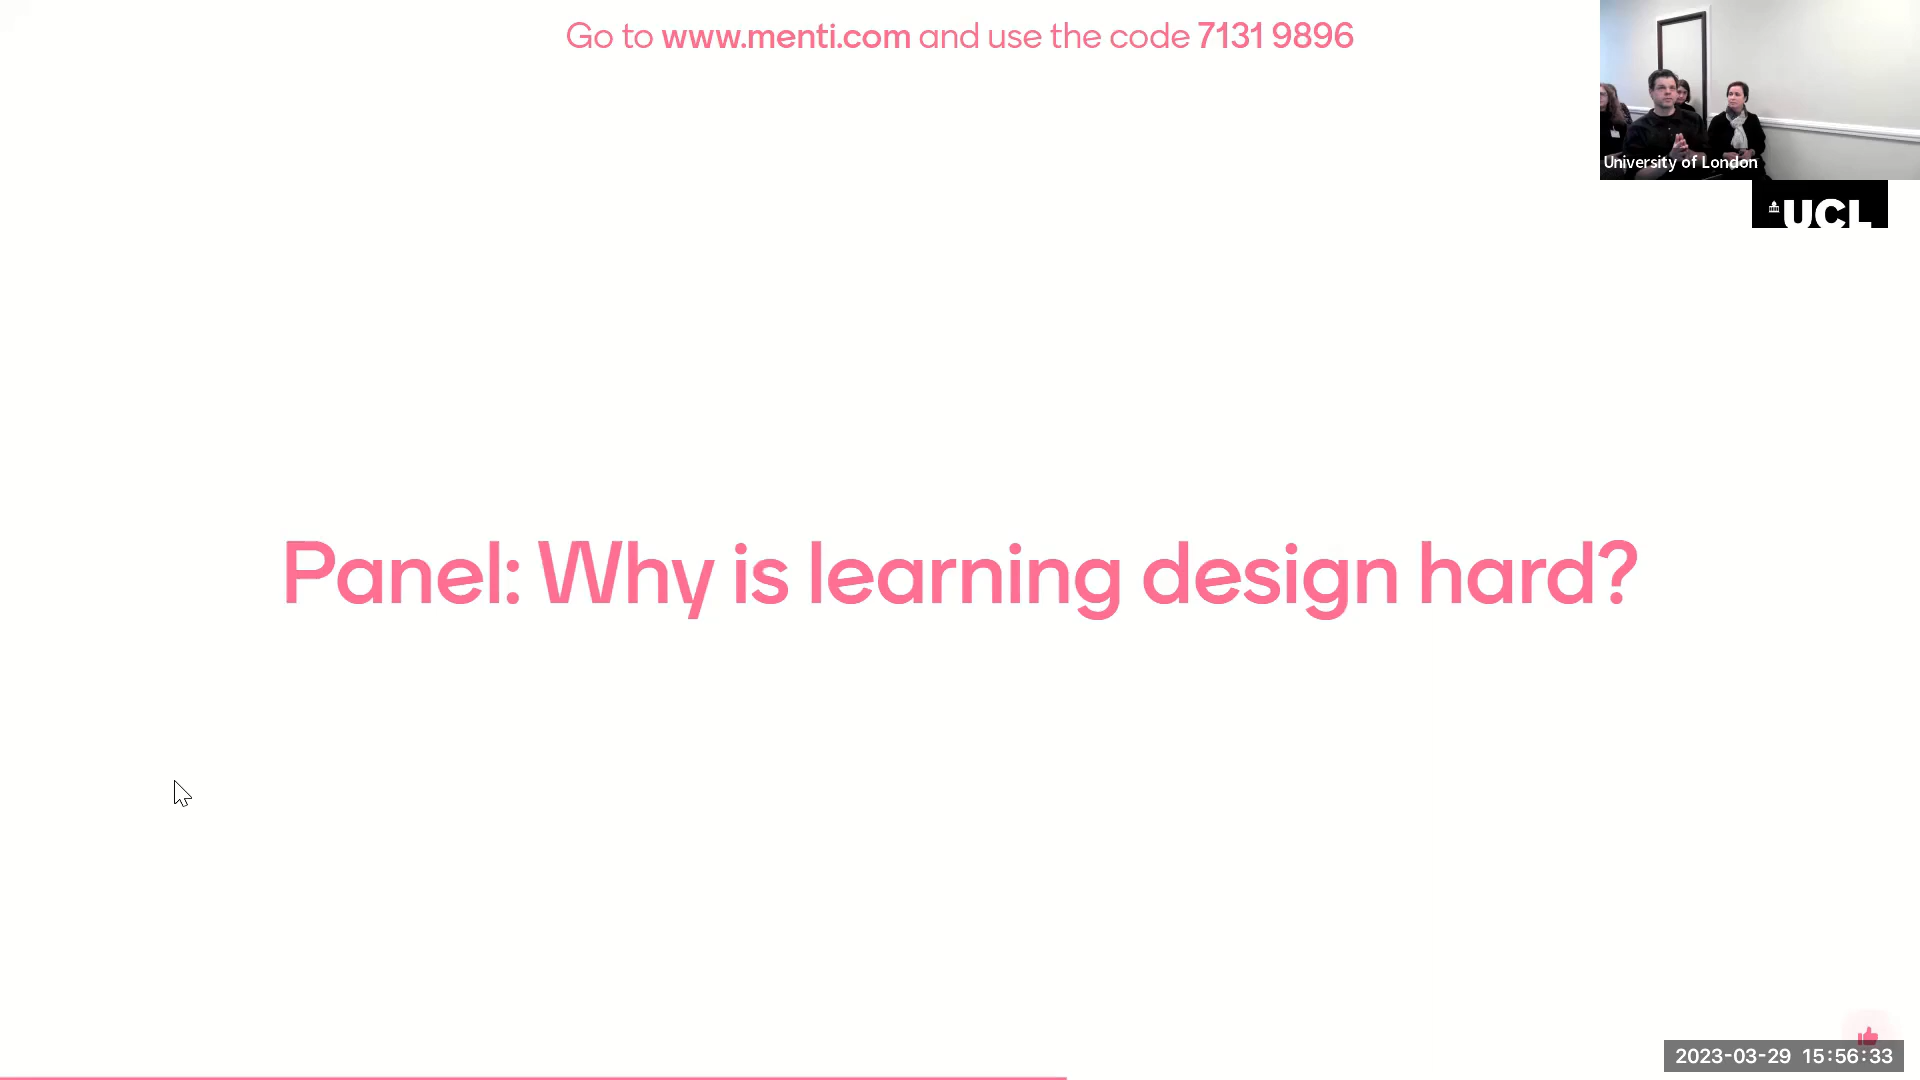 Go to www.menti.com and use the code 7131 9896
University of London
UCL
Panel: Why is learning design hard?
2023-03-29 15:56:33